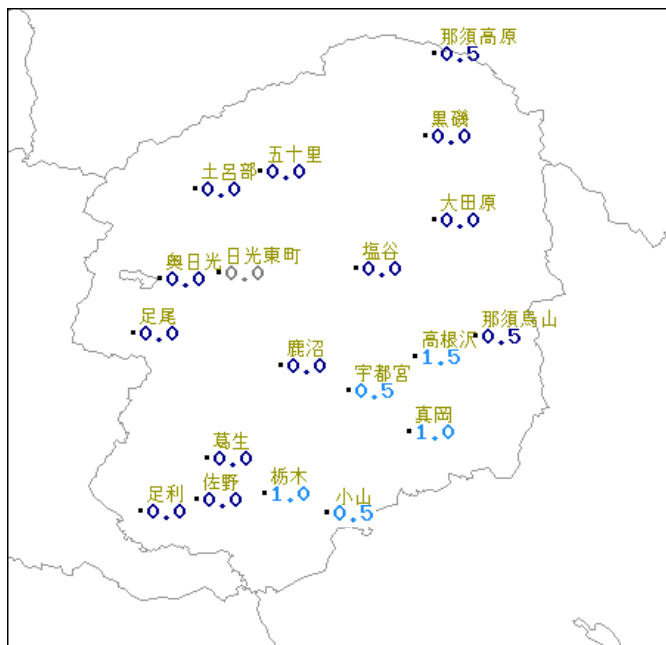 那須高原
0.5
黒磯
0.0
五十里
0.0
土呂部
0.0
大田原
0.0
塩谷
0.0
日光東町
0.0
奥日光
0.0
足尾
0.0
那須烏山
0.5
高根沢
1.5
鹿沼
0.0
宇都宮
0.5
真岡
1.0
葛生
0.0
栃木
1.0
佐野
0.0
足利
0.0
小山
0.5